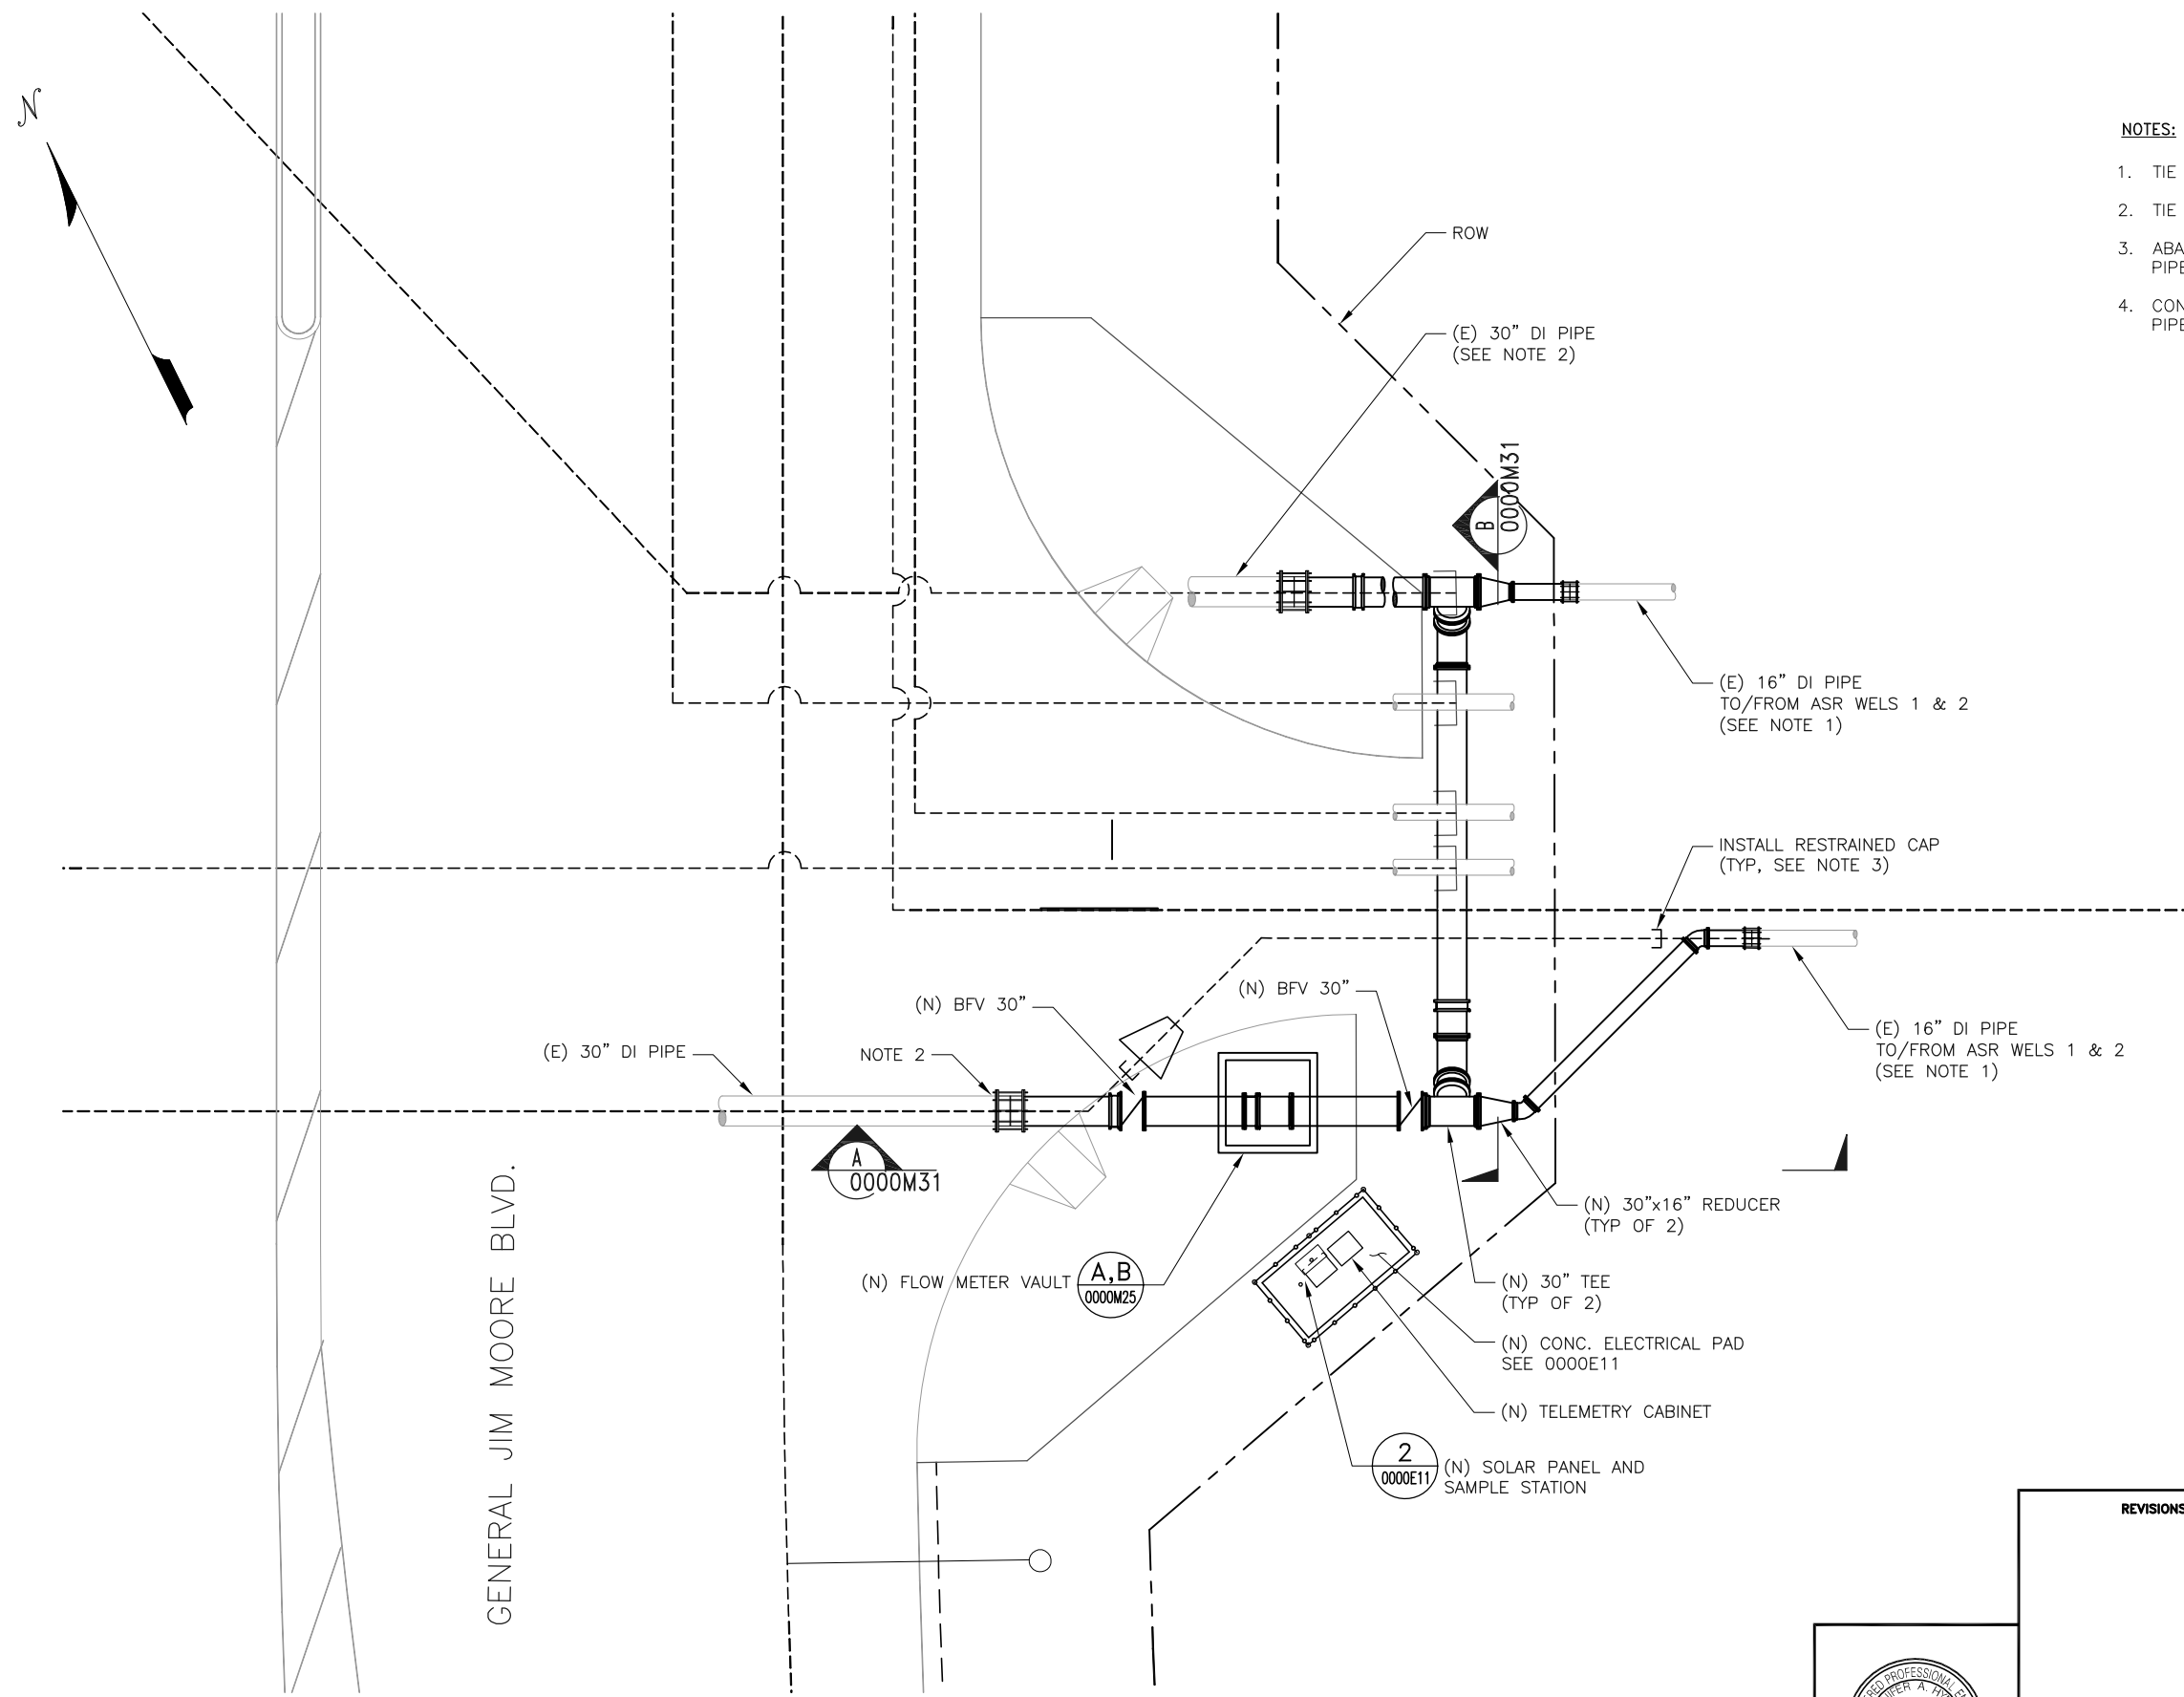 N
NOTES:
1. TIE
2. TIE
3. ABA
PIPE
4. CON
PIPE
ROW
(E) 30" DI PIPE
(SEE NOTE 2)
B
0000M31
(E) 16" DI PIPE
TO/FROM ASR WELS 1 & 2
(SEE NOTE 1)
INSTALL RESTRAINED CAP
(TYP, SEE NOTE 3)
(N) BFV 30"
(N) BFV 30"
(E) 30" DI PIPE
NOTE 2
(E) 16" DI PIPE
TO/FROM ASR WELS 1 & 2
(SEE NOTE 1)
A
0000M31
GENERAL JIM MOORE BLVD.
(N) 30"x16" REDUCER
(TYP OF 2)
(N) FLOW METER VAULT
A,B
0000M25
(N) 30" TEE
(TYP OF 2)
(N) CONC. ELECTRICAL PAD
SEE 0000E11
(N) TELEMETRY CABINET
2
0000E11
(N) SOLAR PANEL AND
SAMPLE STATION
REVISIONS
PROFESSIONAL
A.